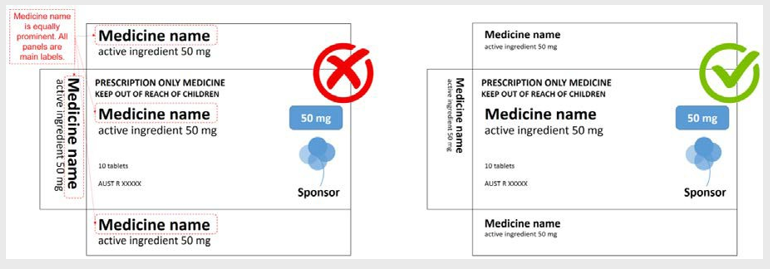 Medicine name
is equally
prominent. All
panels are
main labels.
Medicine name
active ingredient 50 mg
Medicine name
active ingredient 50 mg
PRESCRIPTION ONLY MEDICINE
KEEP OUT OF REACH OF CHILDREN
Medicine name
active ingredient 50 mg
50 mg
10 tablets
AUST R XXXXX
Sponsor
Medicine name
active ingredient 50 mg
Medicine name
active ingredient 50 mg
Medicine name
active ingredient 50 mg
PRESCRIPTION ONLY MEDICINE
KEEP OUT OF REACH OF CHILDREN
Medicine name
active ingredient 50 mg
50 mg
10 tablets
AUST R XXXXX
Sponsor
Medicine name
active ingredient 50 mg